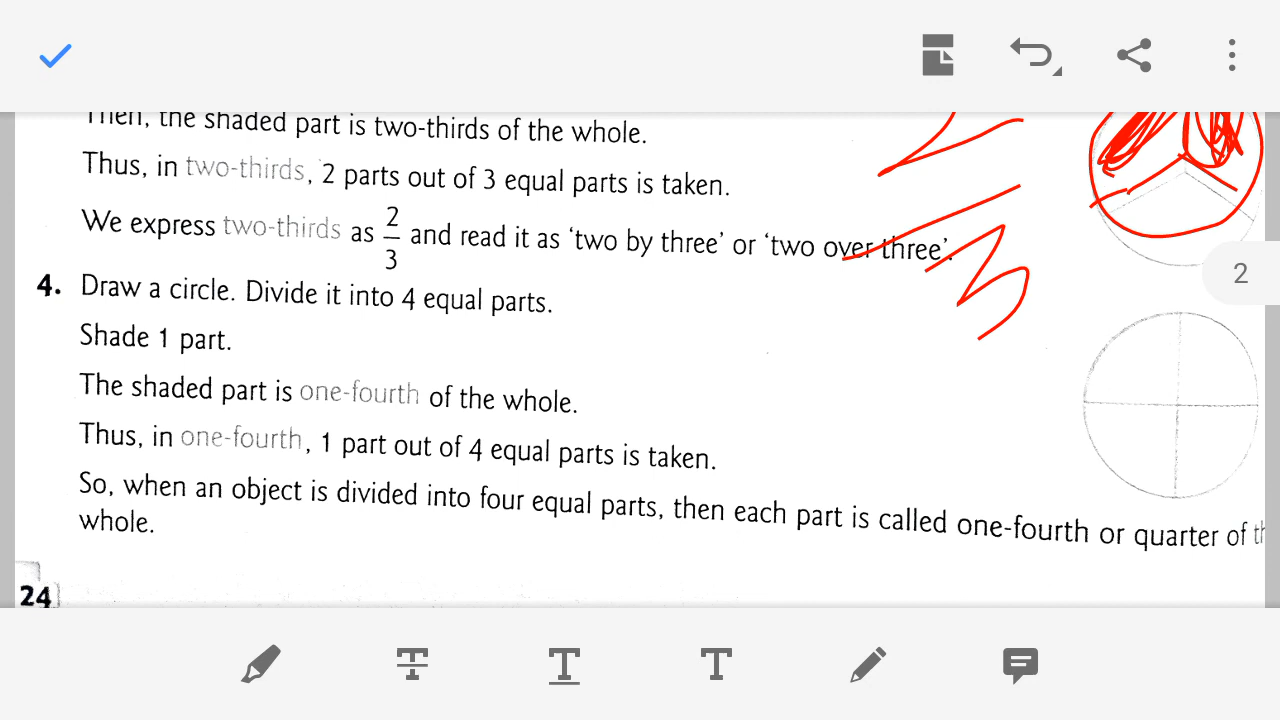 Then, the shaded part is two-thirds of the whole.
Thus, in two-thirds, 2 parts out of 3 equal parts is taken.
We express two-thirds as 2/3 and read it as ‘two by three’ or ‘two over three’.
2
3
2
4. Draw a circle. Divide it into 4 equal parts.
Shade 1 part.
The shaded part is one-fourth of the whole.
Thus, in one-fourth, 1 part out of 4 equal parts is taken.
So, when an object is divided into four equal parts, then each part is called one-fourth or quarter of th
whole.
24